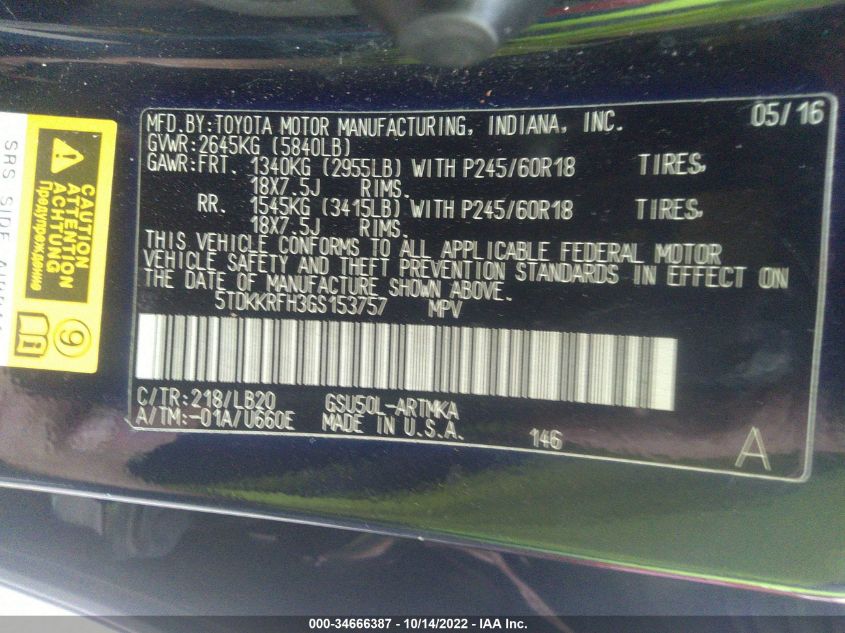 MFD.BY:TOYOTA MOTOR MANUFACTURING, INDIANA, INC. 05/16
GVWR:2645KG (5840LB)
GAWR:FRT. 1340KG (2955LB) WITH P245/60R18 TIRES,
18X7.5J RIMS.
RR. 1545KG (3415LB) WITH P245/60R18 TIRES,
18X7.5J RIMS.
THIS VEHICLE CONFORMS TO ALL APPLICABLE FEDERAL MOTOR
VEHICLE SAFETY AND THEFT PREVENTION STANDARDS IN EFFECT ON
THE DATE OF MANUFACTURE SHOWN ABOVE.
5TDKKRFH3GS153757 MPV
C/TR:218/LB20 GSU50L-ARTMKA
A/TM:-01A/U660E MADE IN U.S.A. 146
A
CAUTION
ATTENTION
ACHTUNG
Предупреждение
9
SRS SIDE
000-34666387 - 10/14/2022 - IAA Inc.